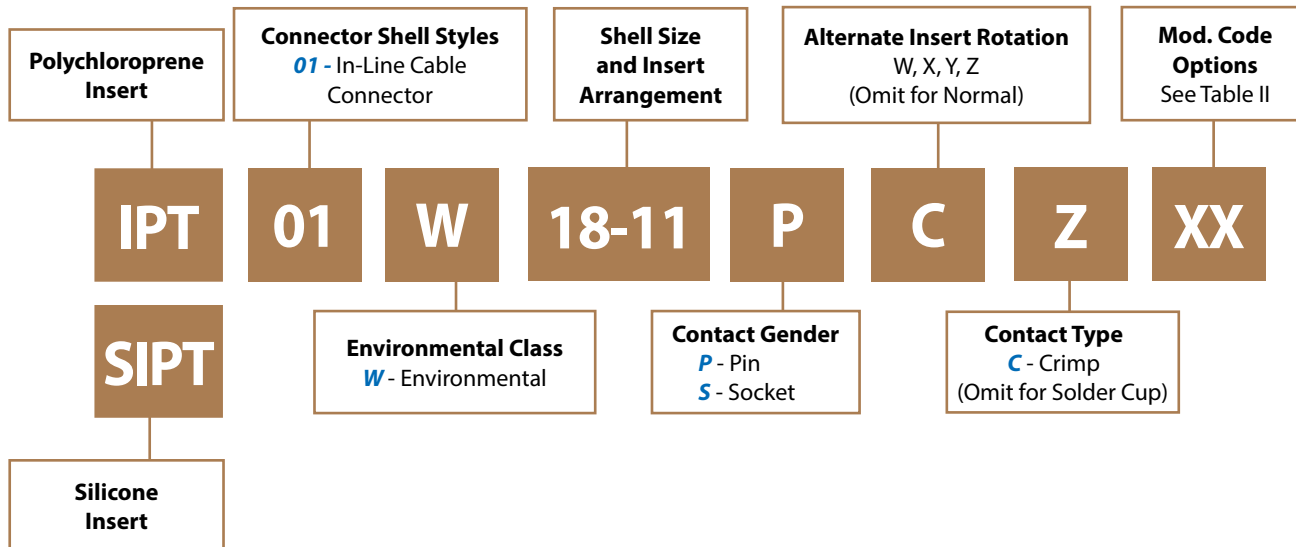 Polychloroprene
Insert
Connector Shell Styles
01 - In-Line Cable
Connector
Shell Size
and Insert
Arrangement
Alternate Insert Rotation
W, X, Y, Z
(Omit for Normal)
Mod. Code
Options
See Table II
IPT 01 W 18-11 P C Z XX
SIPT
Environmental Class
W - Environmental
Contact Gender
P - Pin
S - Socket
Contact Type
C - Crimp
(Omit for Solder Cup)
Silicone
Insert